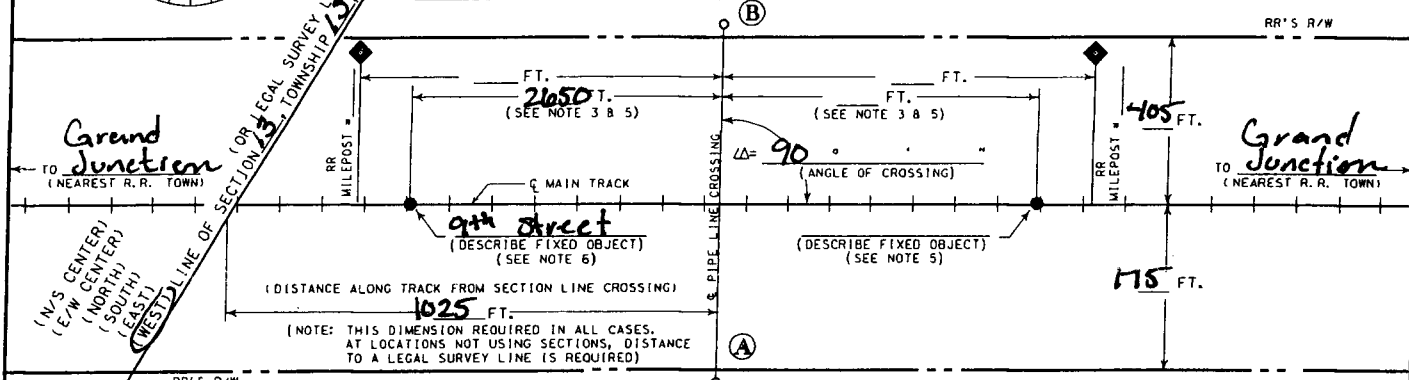 B
RR'S R/W
(OR LEGAL SURVEY L
LINE OF SECTION 13, TOWNSHIP 13
FT.
FT.
2650 FT.
(SEE NOTE 3 & 5)
FT.
(SEE NOTE 3 & 5)
405 FT.
Grand
TO Junction
(NEAREST R.R. TOWN)
RR
MILEPOST #
PIPE LINE CROSSING
∠= 90 ° ' "
(ANGLE OF CROSSING)
RR
MILEPOST #
Grand
TO Junction
(NEAREST R.R. TOWN)
℄ MAIN TRACK
9th Street
(DESCRIBE FIXED OBJECT)
(SEE NOTE 6)
(DESCRIBE FIXED OBJECT)
(SEE NOTE 5)
(N/S CENTER)
(E/W CENTER)
(NORTH)
(SOUTH)
(EAST)
(WEST)
175 FT.
(DISTANCE ALONG TRACK FROM SECTION LINE CROSSING)
1025 FT.
(NOTE: THIS DIMENSION REQUIRED IN ALL CASES.
AT LOCATIONS NOT USING SECTIONS, DISTANCE
TO A LEGAL SURVEY LINE IS REQUIRED)
A
RR'S R/W